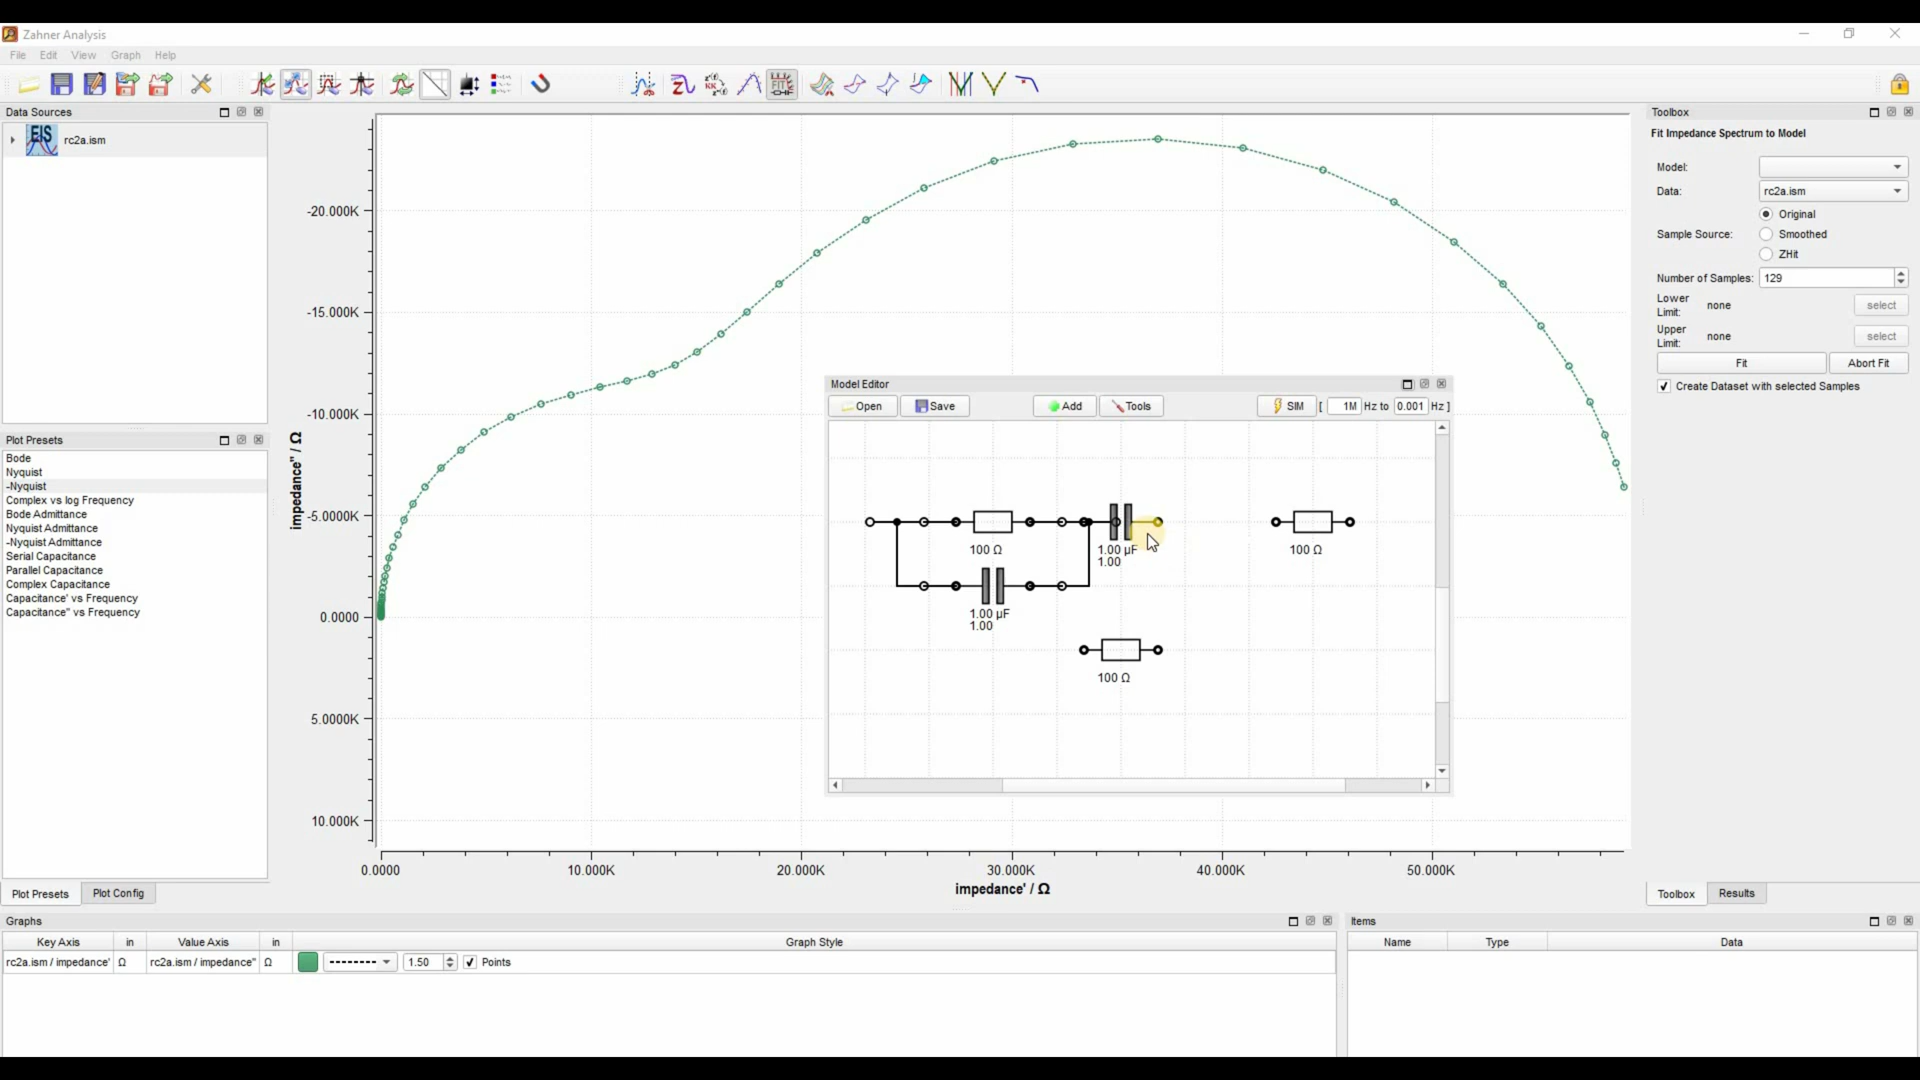 Zahner Analysis
File Edit View Graph Help
Data Sources
EIS rc2a.ism
Plot Presets
Bode
Nyquist
-Nyquist
Complex vs log Frequency
Bode Admittance
Nyquist Admittance
-Nyquist Admittance
Serial Capacitance
Parallel Capacitance
Complex Capacitance
Capacitance' vs Frequency
Capacitance" vs Frequency
Plot Presets Plot Config
-20.000K
-15.000K
-10.000K
-5.0000K
0.0000
5.0000K
10.000K
impedance" / Ω
0.0000 10.000K 20.000K 30.000K 40.000K 50.000K
impedance' / Ω
Model Editor
Open Save Add Tools SIM [ 1M Hz to 0.001 Hz ]
100 Ω
1.00 µF
1.00
100 Ω
1.00 µF
1.00
100 Ω
Toolbox
Fit Impedance Spectrum to Model
Model:
Data: rc2a.ism
Sample Source:
Original
Smoothed
ZHit
Number of Samples: 129
Lower Limit: none select
Upper Limit: none select
Fit Abort Fit
Create Dataset with selected Samples
Toolbox Results
Graphs
Key Axis in Value Axis in Graph Style
rc2a.ism / impedance' Ω rc2a.ism / impedance" Ω 1.50 Points
Items
Name Type Data